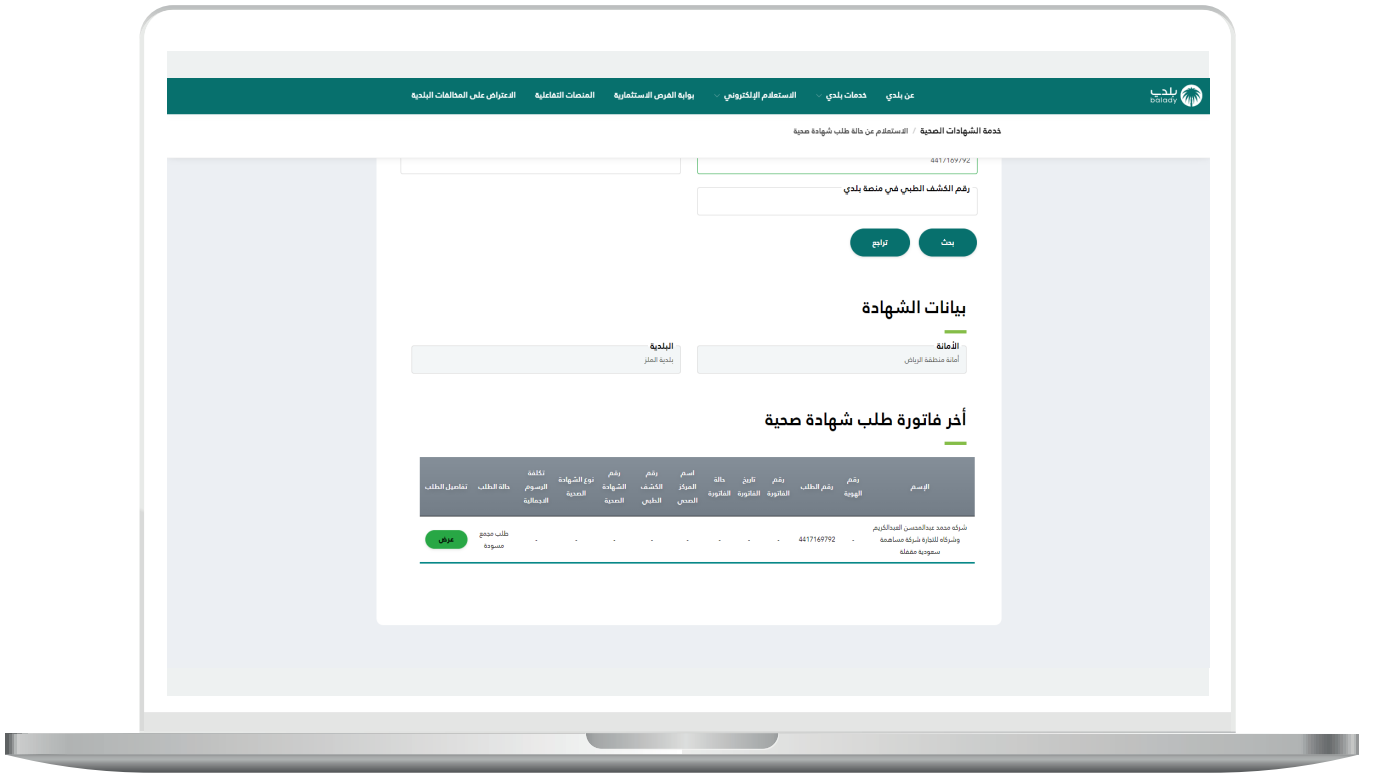 بلدي
balady
عن بلدي خدمات بلدي الاستعلام الإلكتروني بوابة الفرص الاستثمارية المنصات التفاعلية الاعتراض على المخالفات البلدية
خدمة الشهادات الصحية / الاستعلام عن حالة طلب شهادة صحية
4417169792
رقم الكشف الطبي في منصة بلدي
بحث تراجع
بيانات الشهادة
الأمانة البلدية
أمانة منطقة الرياض بلدية الملز
أخر فاتورة طلب شهادة صحية
الإسم رقم الهوية رقم الطلب رقم الفاتورة تاريخ الفاتورة حالة الفاتورة اسم المركز الصحي رقم الكشف الطبي رقم الشهادة الصحية نوع الشهادة الصحية تكلفة الرسوم الاجمالية حالة الطلب تفاصيل الطلب
شركه محمد عبدالمحسن العبدالكريم
وشركاه للتجارة شركة مساهمة
سعودية مقفلة
- 4417169792 - - - - - - - - طلب مجمع مسودة عرض